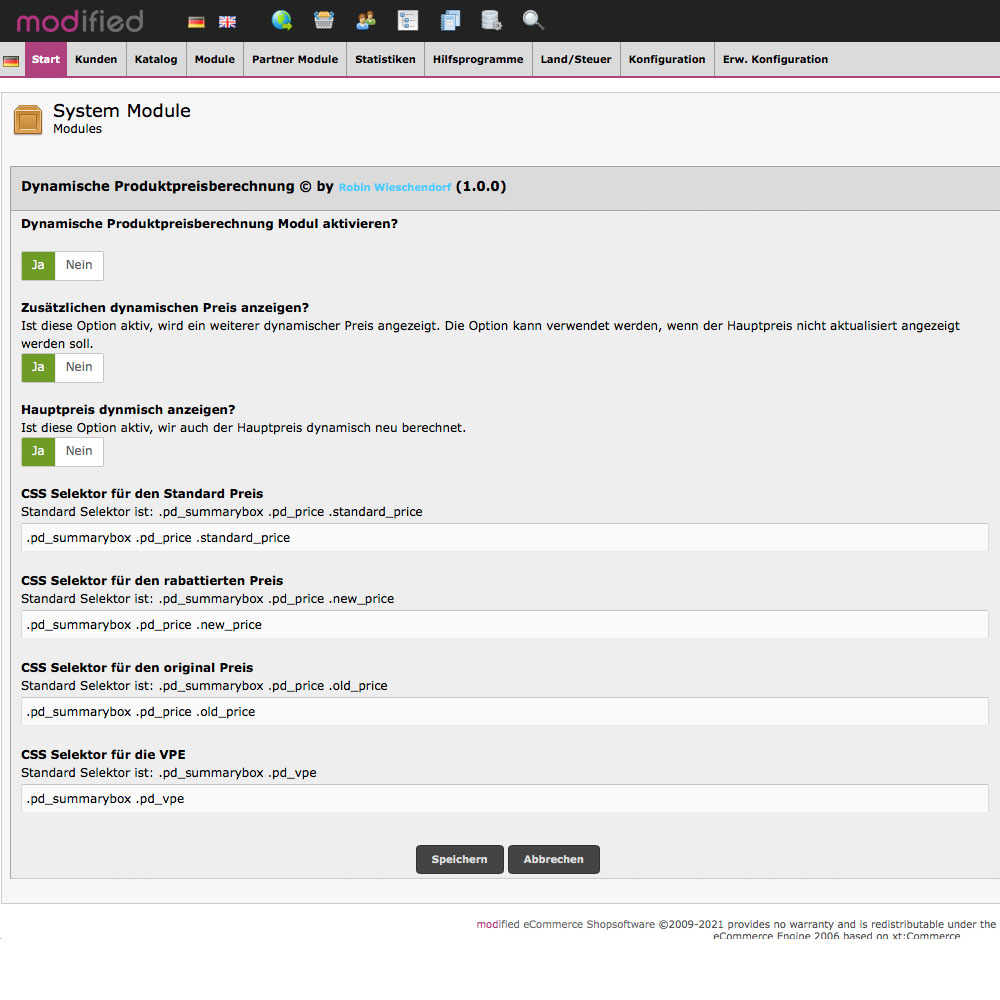 modified
Start Kunden Katalog Module Partner Module Statistiken Hilfsprogramme Land/Steuer Konfiguration Erw. Konfiguration
System Module
Modules
Dynamische Produktpreisberechnung © by Robin Wieschendorf (1.0.0)
Dynamische Produktpreisberechnung Modul aktivieren?
Ja Nein
Zusätzlichen dynamischen Preis anzeigen?
Ist diese Option aktiv, wird ein weiterer dynamischer Preis angezeigt. Die Option kann verwendet werden, wenn der Hauptpreis nicht aktualisiert angezeigt
werden soll.
Ja Nein
Hauptpreis dynmisch anzeigen?
Ist diese Option aktiv, wir auch der Hauptpreis dynamisch neu berechnet.
Ja Nein
CSS Selektor für den Standard Preis
Standard Selektor ist: .pd_summarybox .pd_price .standard_price
.pd_summarybox .pd_price .standard_price
CSS Selektor für den rabattierten Preis
Standard Selektor ist: .pd_summarybox .pd_price .new_price
.pd_summarybox .pd_price .new_price
CSS Selektor für den original Preis
Standard Selektor ist: .pd_summarybox .pd_price .old_price
.pd_summarybox .pd_price .old_price
CSS Selektor für die VPE
Standard Selektor ist: .pd_summarybox .pd_vpe
.pd_summarybox .pd_vpe
Speichern Abbrechen
modified eCommerce Shopsoftware ©2009-2021 provides no warranty and is redistributable under the
eCommerce Engine 2006 based on xt:Commerce